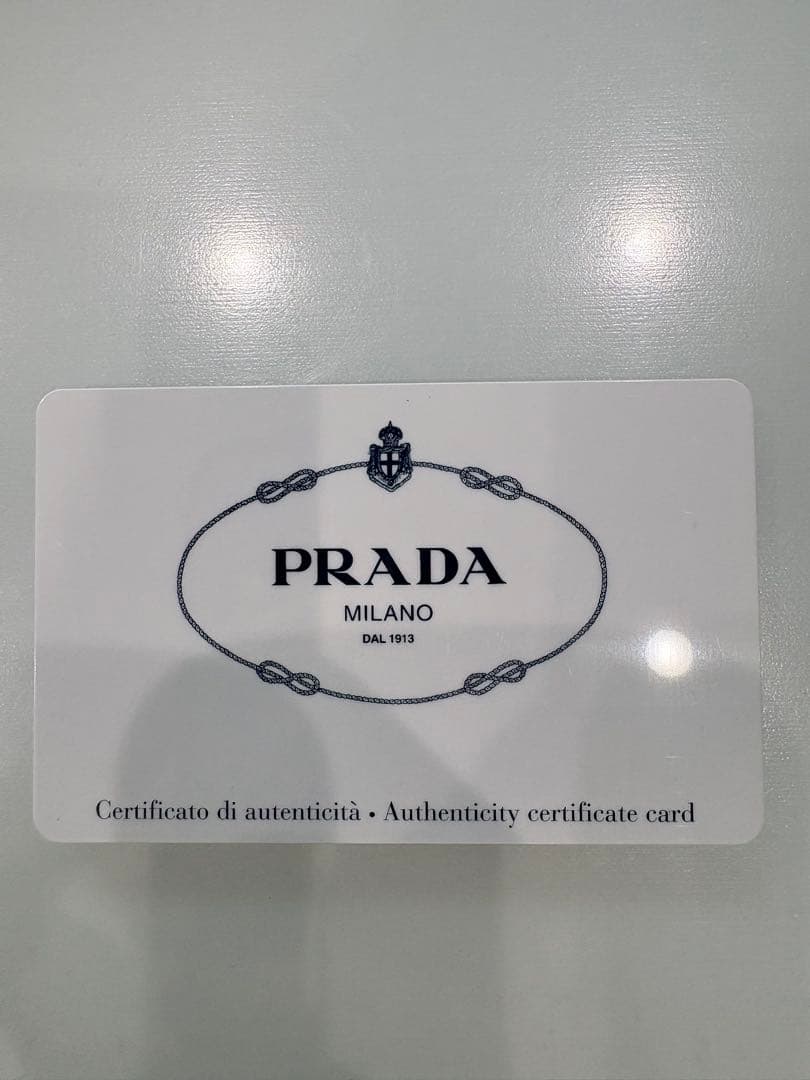 PRADA
MILANO
DAL 1913
Certificato di autenticità • Authenticity certificate card